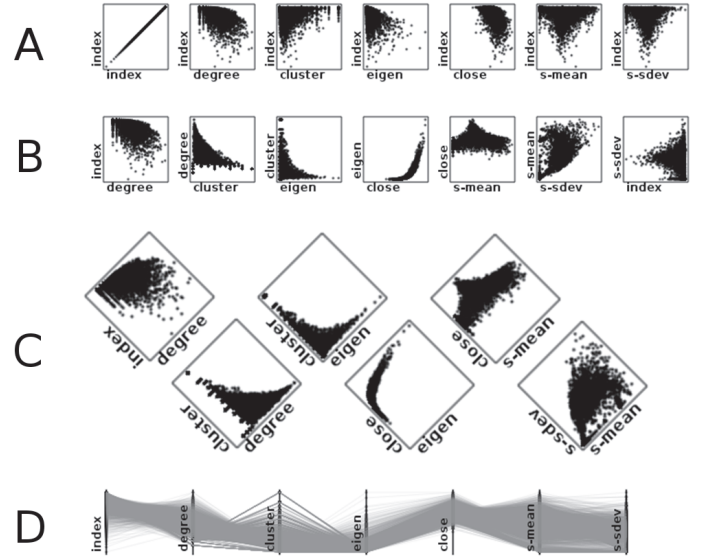 A
index index index index index index index
index degree cluster eigen close s-mean s-sdev
B
index degree cluster eigen close s-mean s-sdev
degree cluster eigen close s-mean s-sdev index
C
index degree cluster eigen close s-mean
cluster degree close eigen s-sdev s-mean
D
index degree cluster eigen close s-mean s-sdev